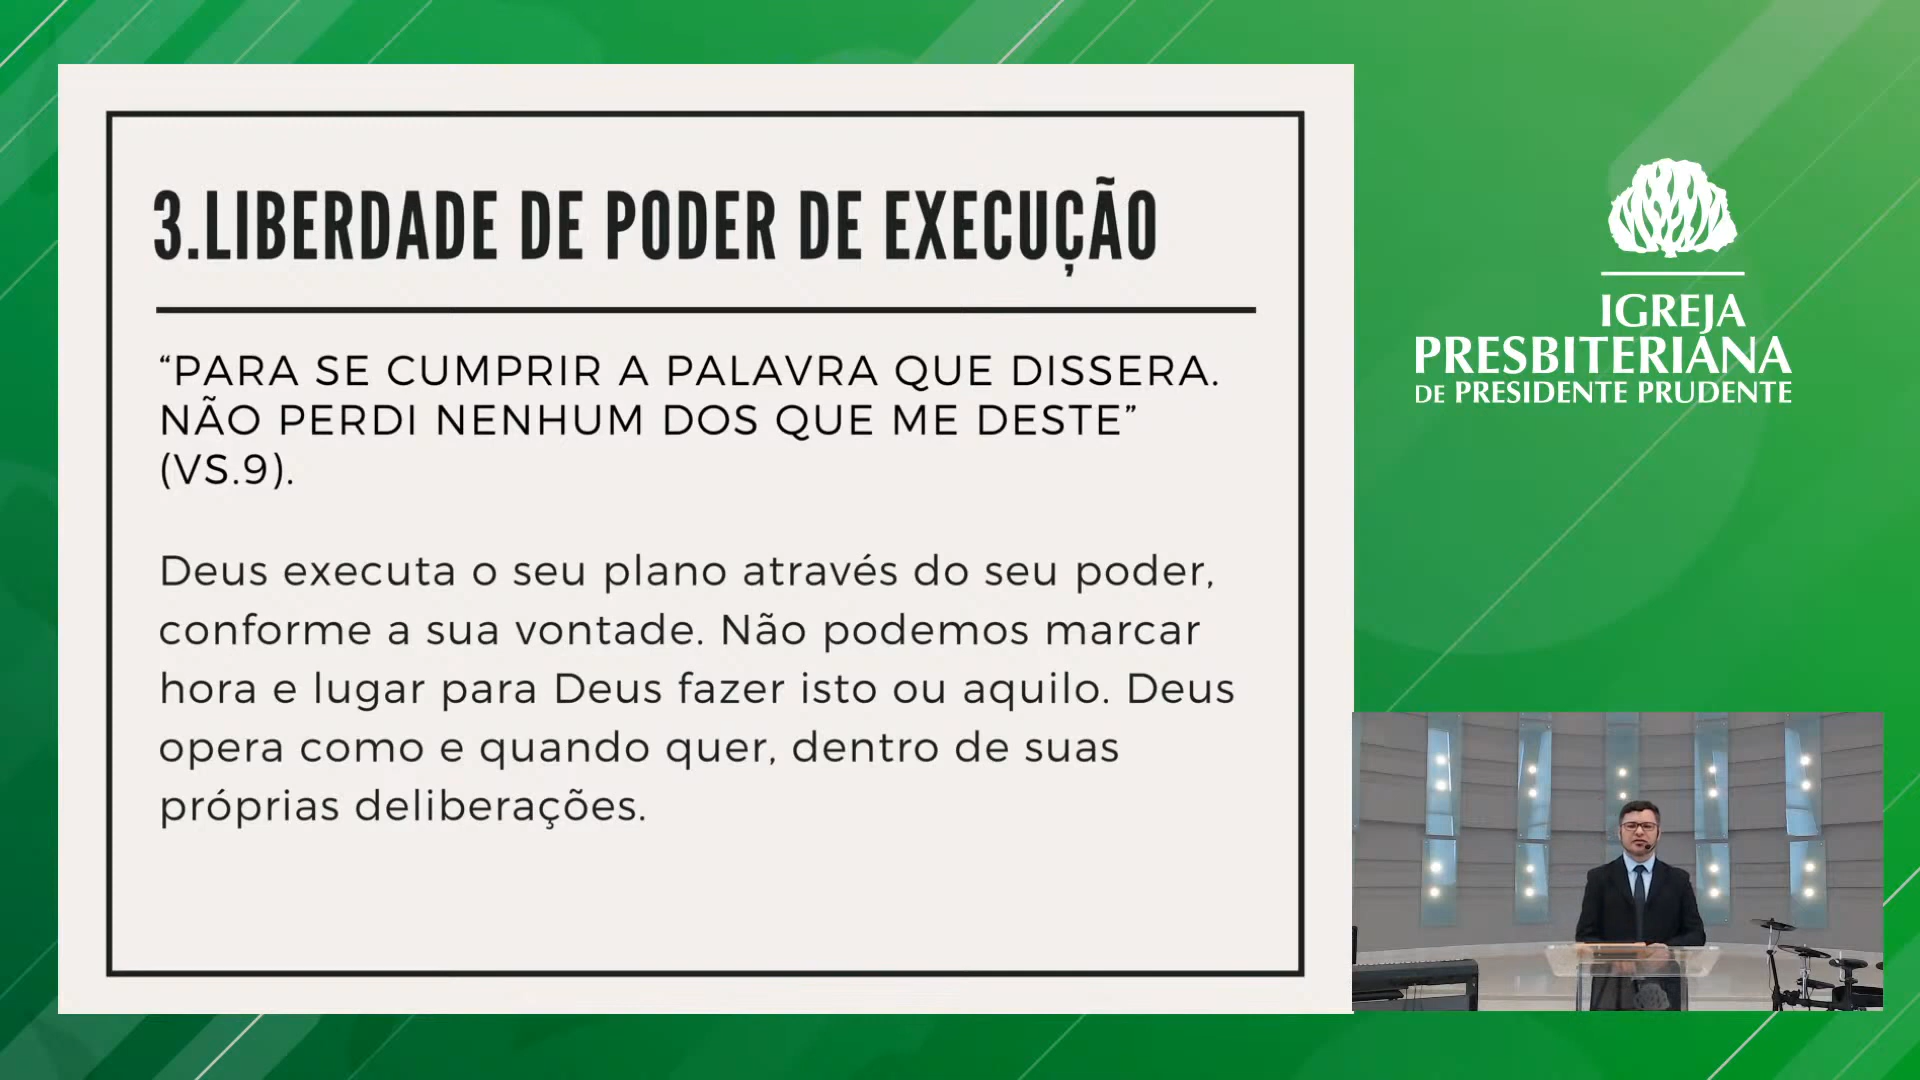 3.LIBERDADE DE PODER DE EXECUÇÃO
“PARA SE CUMPRIR A PALAVRA QUE DISSERA.
NÃO PERDI NENHUM DOS QUE ME DESTE”
(VS.9).
Deus executa o seu plano através do seu poder,
conforme a sua vontade. Não podemos marcar
hora e lugar para Deus fazer isto ou aquilo. Deus
opera como e quando quer, dentro de suas
próprias deliberações.
IGREJA
PRESBITERIANA
DE PRESIDENTE PRUDENTE